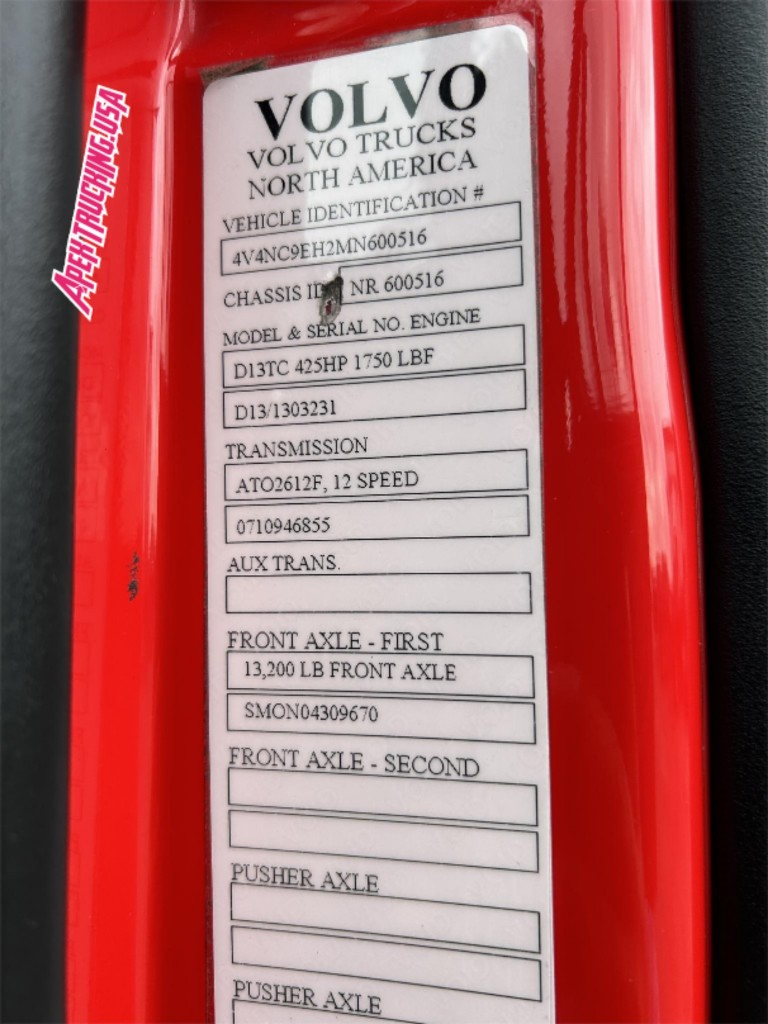 APEKTRUCKING.USA
VOLVO
VOLVO TRUCKS
NORTH AMERICA
VEHICLE IDENTIFICATION #
4V4NC9EH2MN600516
CHASSIS ID NR 600516
MODEL & SERIAL NO. ENGINE
D13TC 425HP 1750 LBF
D13/1303231
TRANSMISSION
ATO2612F, 12 SPEED
0710946855
AUX TRANS.
FRONT AXLE - FIRST
13,200 LB FRONT AXLE
SMON04309670
FRONT AXLE - SECOND
PUSHER AXLE
PUSHER AXLE